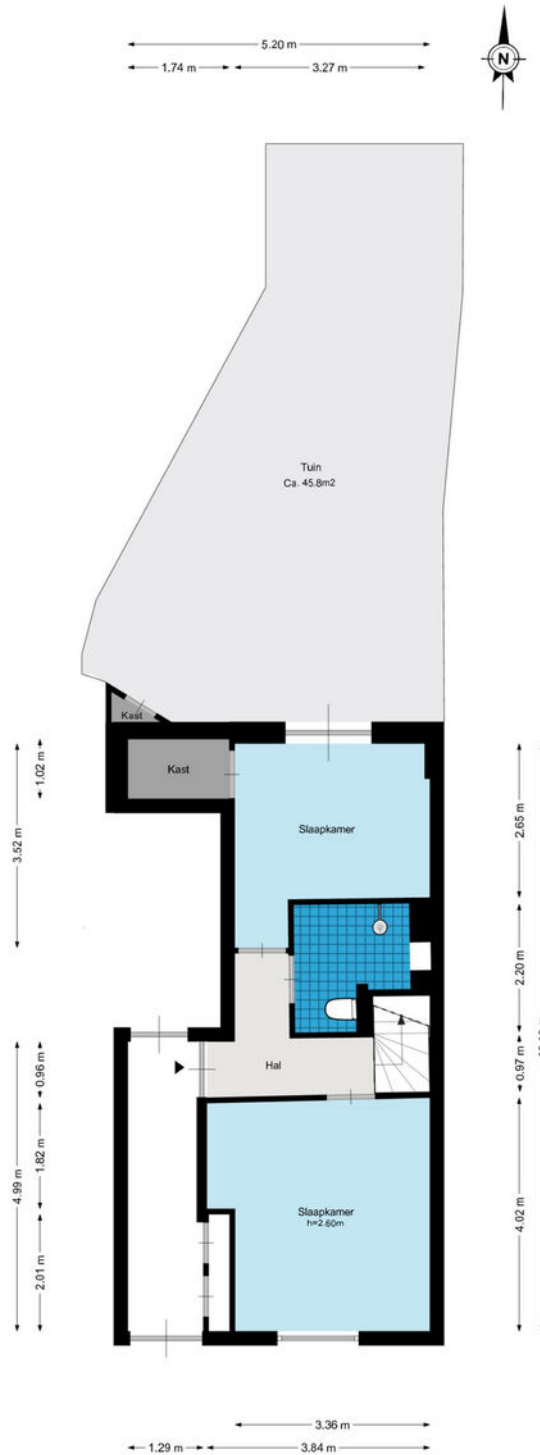 5.20 m
1.74 m
3.27 m
N
Tuin
Ca. 45.8m2
Kast
Kast
1.02 m
3.52 m
Slaapkamer
2.65 m
2.20 m
Hal
0.96 m
0.97 m
1.82 m
4.99 m
Slaapkamer
h=2.60m
4.02 m
2.01 m
3.36 m
1.29 m
3.84 m